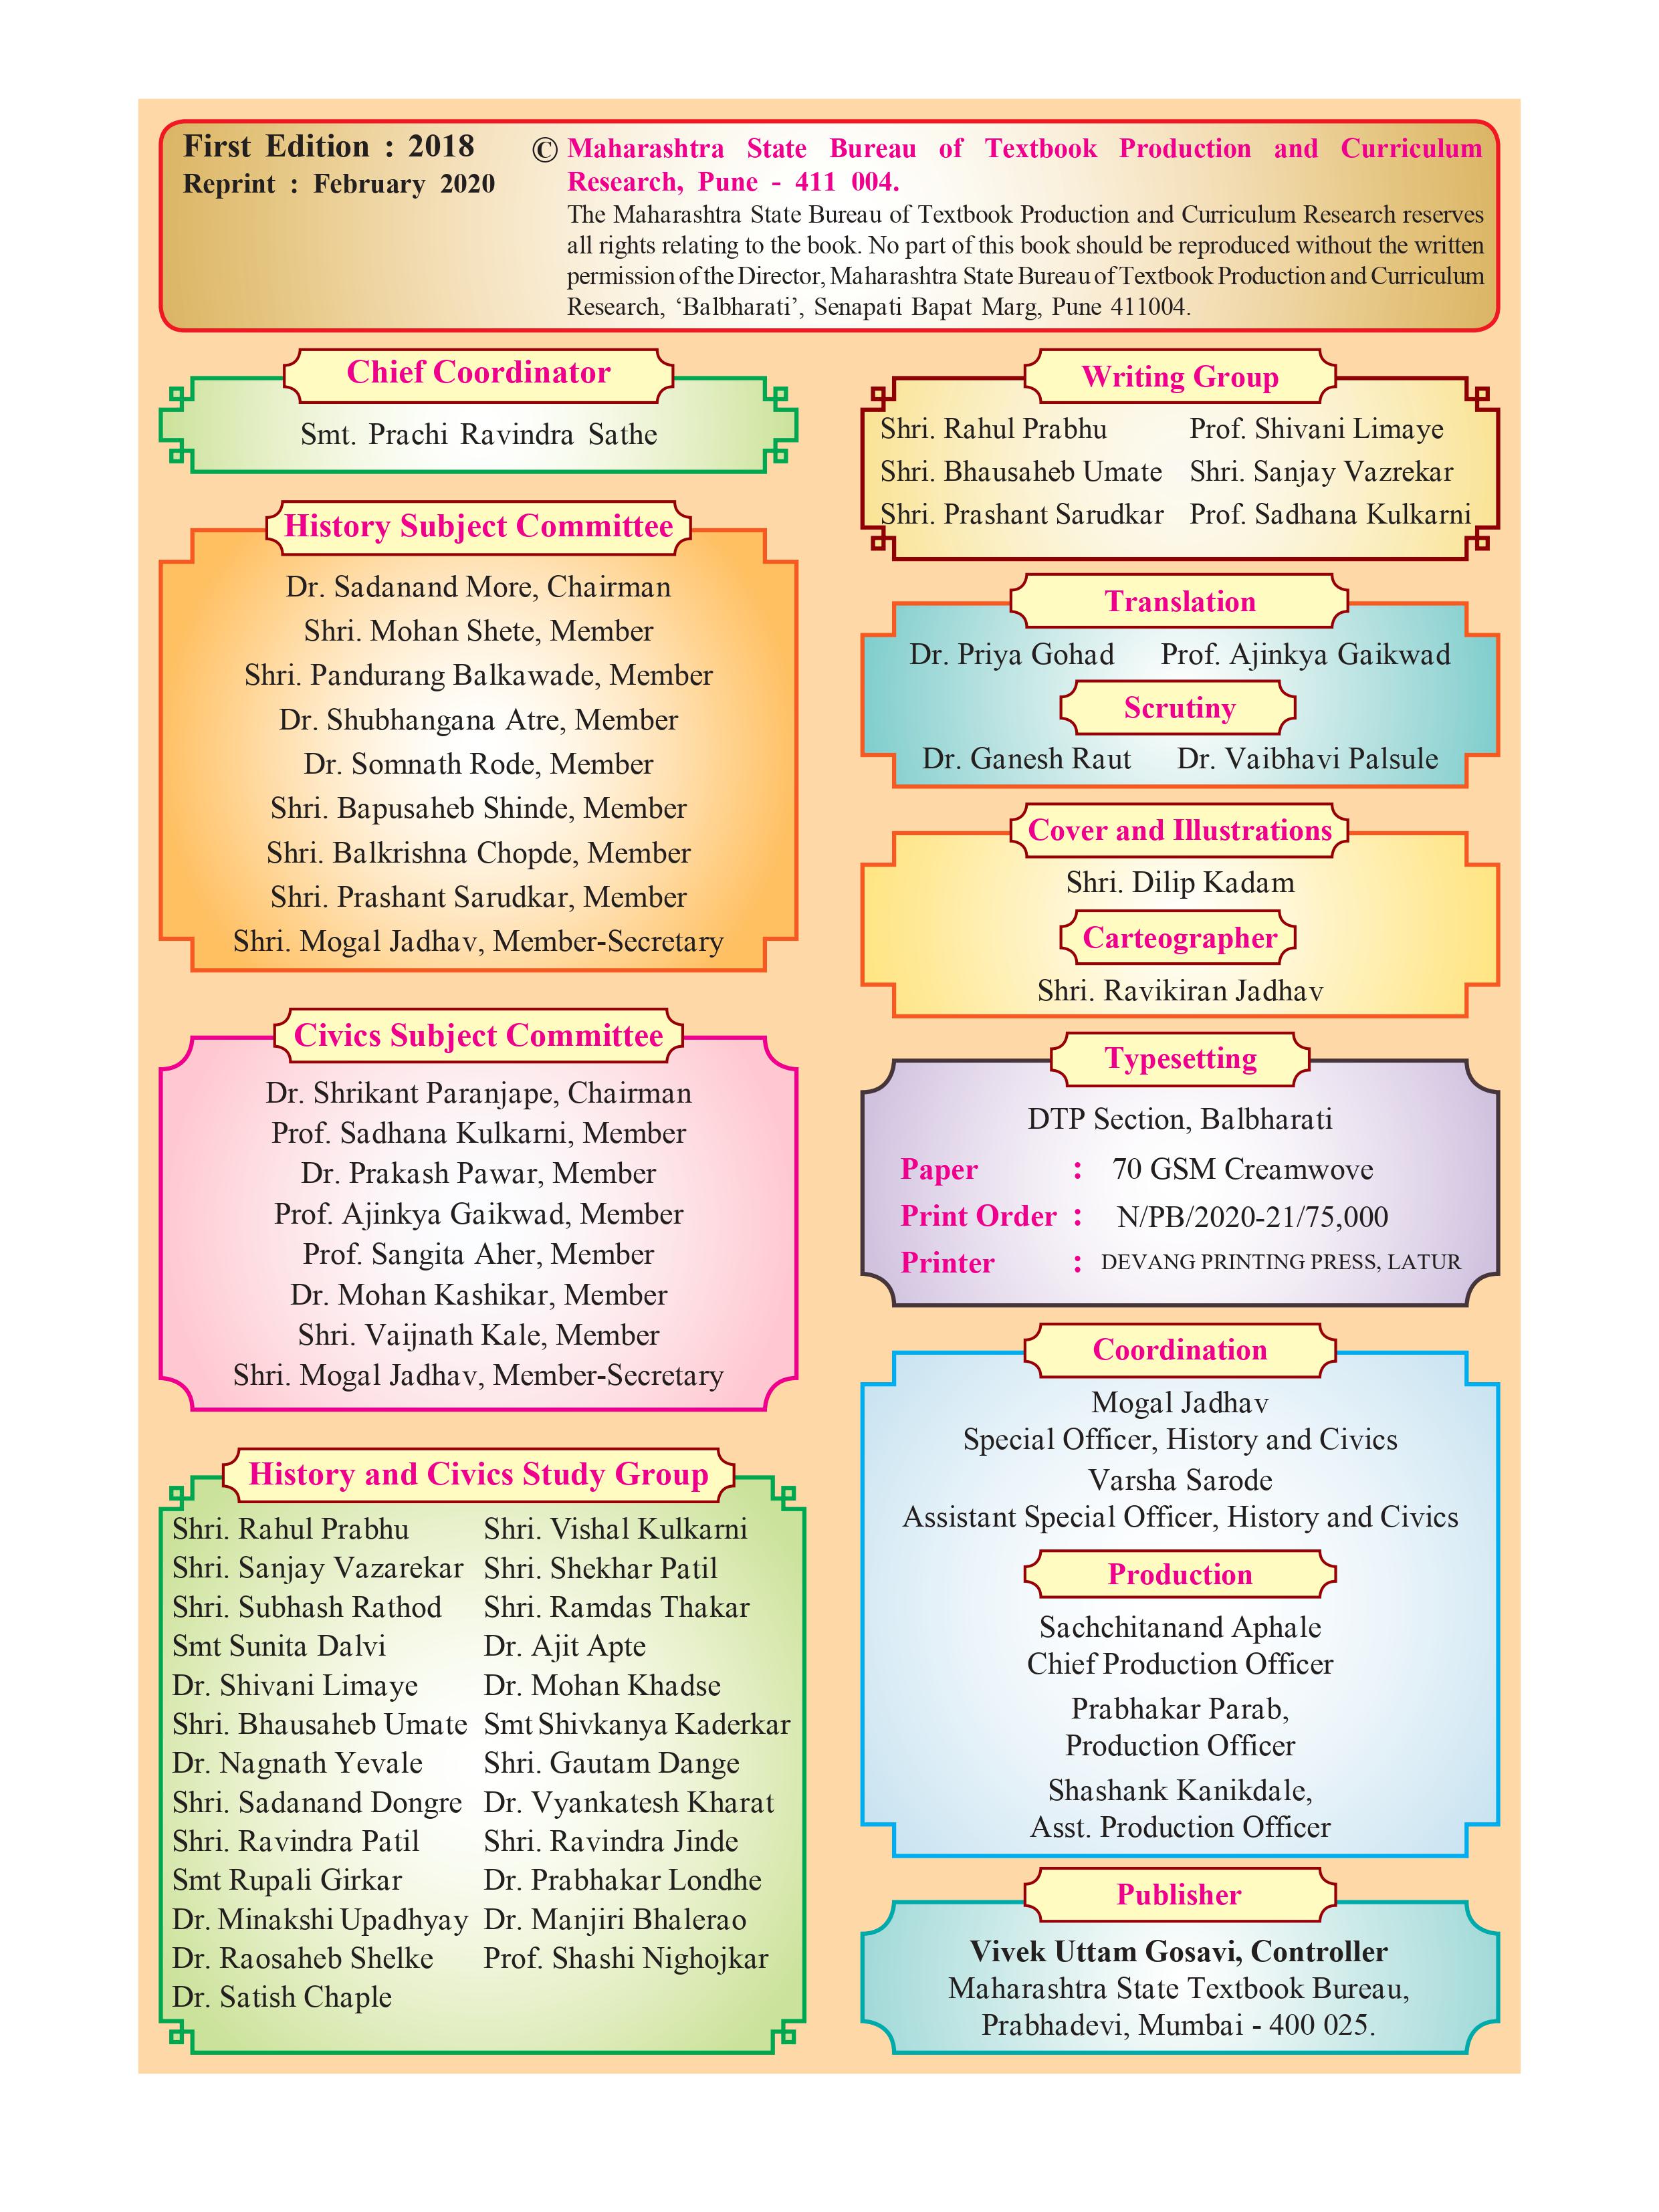 First Edition : 2018
Reprint : February 2020
© Maharashtra State Bureau of Textbook Production and Curriculum
Research, Pune - 411 004.
The Maharashtra State Bureau of Textbook Production and Curriculum Research reserves
all rights relating to the book. No part of this book should be reproduced without the written
permission of the Director, Maharashtra State Bureau of Textbook Production and Curriculum
Research, ‘Balbharati’, Senapati Bapat Marg, Pune 411004.
Chief Coordinator
Smt. Prachi Ravindra Sathe
History Subject Committee
Dr. Sadanand More, Chairman
Shri. Mohan Shete, Member
Shri. Pandurang Balkawade, Member
Dr. Shubhangana Atre, Member
Dr. Somnath Rode, Member
Shri. Bapusaheb Shinde, Member
Shri. Balkrishna Chopde, Member
Shri. Prashant Sarudkar, Member
Shri. Mogal Jadhav, Member-Secretary
Civics Subject Committee
Dr. Shrikant Paranjape, Chairman
Prof. Sadhana Kulkarni, Member
Dr. Prakash Pawar, Member
Prof. Ajinkya Gaikwad, Member
Prof. Sangita Aher, Member
Dr. Mohan Kashikar, Member
Shri. Vaijnath Kale, Member
Shri. Mogal Jadhav, Member-Secretary
History and Civics Study Group
Shri. Rahul Prabhu Shri. Vishal Kulkarni
Shri. Sanjay Vazarekar Shri. Shekhar Patil
Shri. Subhash Rathod Shri. Ramdas Thakar
Smt Sunita Dalvi Dr. Ajit Apte
Dr. Shivani Limaye Dr. Mohan Khadse
Shri. Bhausaheb Umate Smt Shivkanya Kaderkar
Dr. Nagnath Yevale Shri. Gautam Dange
Shri. Sadanand Dongre Dr. Vyankatesh Kharat
Shri. Ravindra Patil Shri. Ravindra Jinde
Smt Rupali Girkar Dr. Prabhakar Londhe
Dr. Minakshi Upadhyay Dr. Manjiri Bhalerao
Dr. Raosaheb Shelke Prof. Shashi Nighojkar
Dr. Satish Chaple
Writing Group
Shri. Rahul Prabhu Prof. Shivani Limaye
Shri. Bhausaheb Umate Shri. Sanjay Vazrekar
Shri. Prashant Sarudkar Prof. Sadhana Kulkarni
Translation
Dr. Priya Gohad Prof. Ajinkya Gaikwad
Scrutiny
Dr. Ganesh Raut Dr. Vaibhavi Palsule
Cover and Illustrations
Shri. Dilip Kadam
Carteographer
Shri. Ravikiran Jadhav
Typesetting
DTP Section, Balbharati
Paper : 70 GSM Creamwove
Print Order : N/PB/2020-21/75,000
Printer : DEVANG PRINTING PRESS, LATUR
Coordination
Mogal Jadhav
Special Officer, History and Civics
Varsha Sarode
Assistant Special Officer, History and Civics
Production
Sachchitanand Aphale
Chief Production Officer
Prabhakar Parab,
Production Officer
Shashank Kanikdale,
Asst. Production Officer
Publisher
Vivek Uttam Gosavi, Controller
Maharashtra State Textbook Bureau,
Prabhadevi, Mumbai - 400 025.